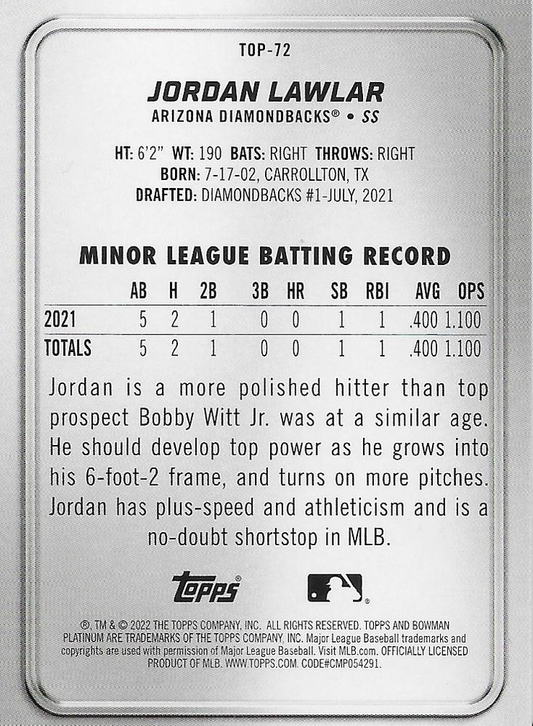 TOP-72
JORDAN LAWLAR
ARIZONA DIAMONDBACKS® • SS
HT: 6'2" WT: 190 BATS: RIGHT THROWS: RIGHT
BORN: 7-17-02, CARROLLTON, TX
DRAFTED: DIAMONDBACKS #1-JULY, 2021
MINOR LEAGUE BATTING RECORD
AB H 2B 3B HR SB RBI AVG OPS
2021 5 2 1 0 0 1 1 .400 1.100
TOTALS 5 2 1 0 0 1 1 .400 1.100
Jordan is a more polished hitter than top
prospect Bobby Witt Jr. was at a similar age.
He should develop top power as he grows into
his 6-foot-2 frame, and turns on more pitches.
Jordan has plus-speed and athleticism and is a
no-doubt shortstop in MLB.
Topps® ®
®, TM & © 2022 THE TOPPS COMPANY, INC. ALL RIGHTS RESERVED. TOPPS AND BOWMAN
PLATINUM ARE TRADEMARKS OF THE TOPPS COMPANY, INC. Major League Baseball trademarks and
copyrights are used with permission of Major League Baseball. Visit MLB.com. OFFICIALLY LICENSED
PRODUCT OF MLB. WWW.TOPPS.COM. CODE#CMP054291.